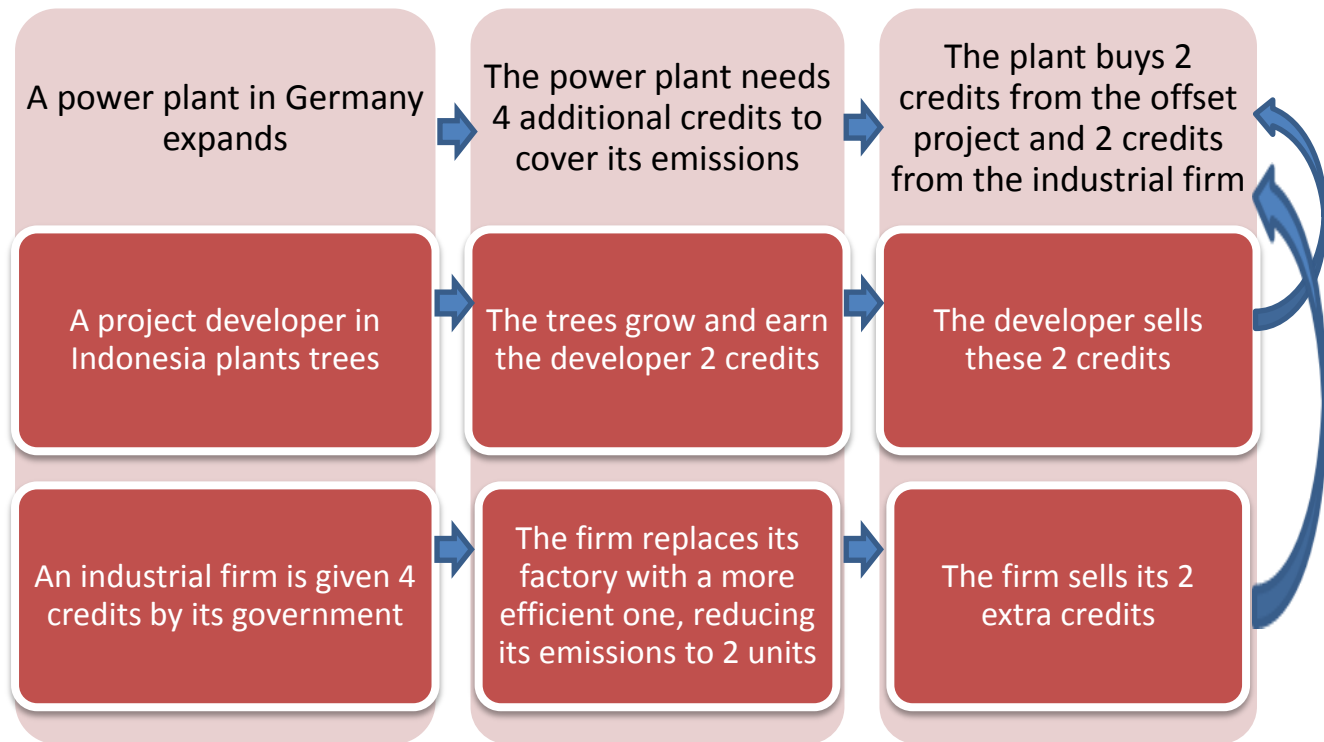 A power plant in Germany
expands
The power plant needs
4 additional credits to
cover its emissions
The plant buys 2
credits from the offset
project and 2 credits
from the industrial firm
A project developer in
Indonesia plants trees
The trees grow and earn
the developer 2 credits
The developer sells
these 2 credits
An industrial firm is given 4
credits by its government
The firm replaces its
factory with a more
efficient one, reducing
its emissions to 2 units
The firm sells its 2
extra credits